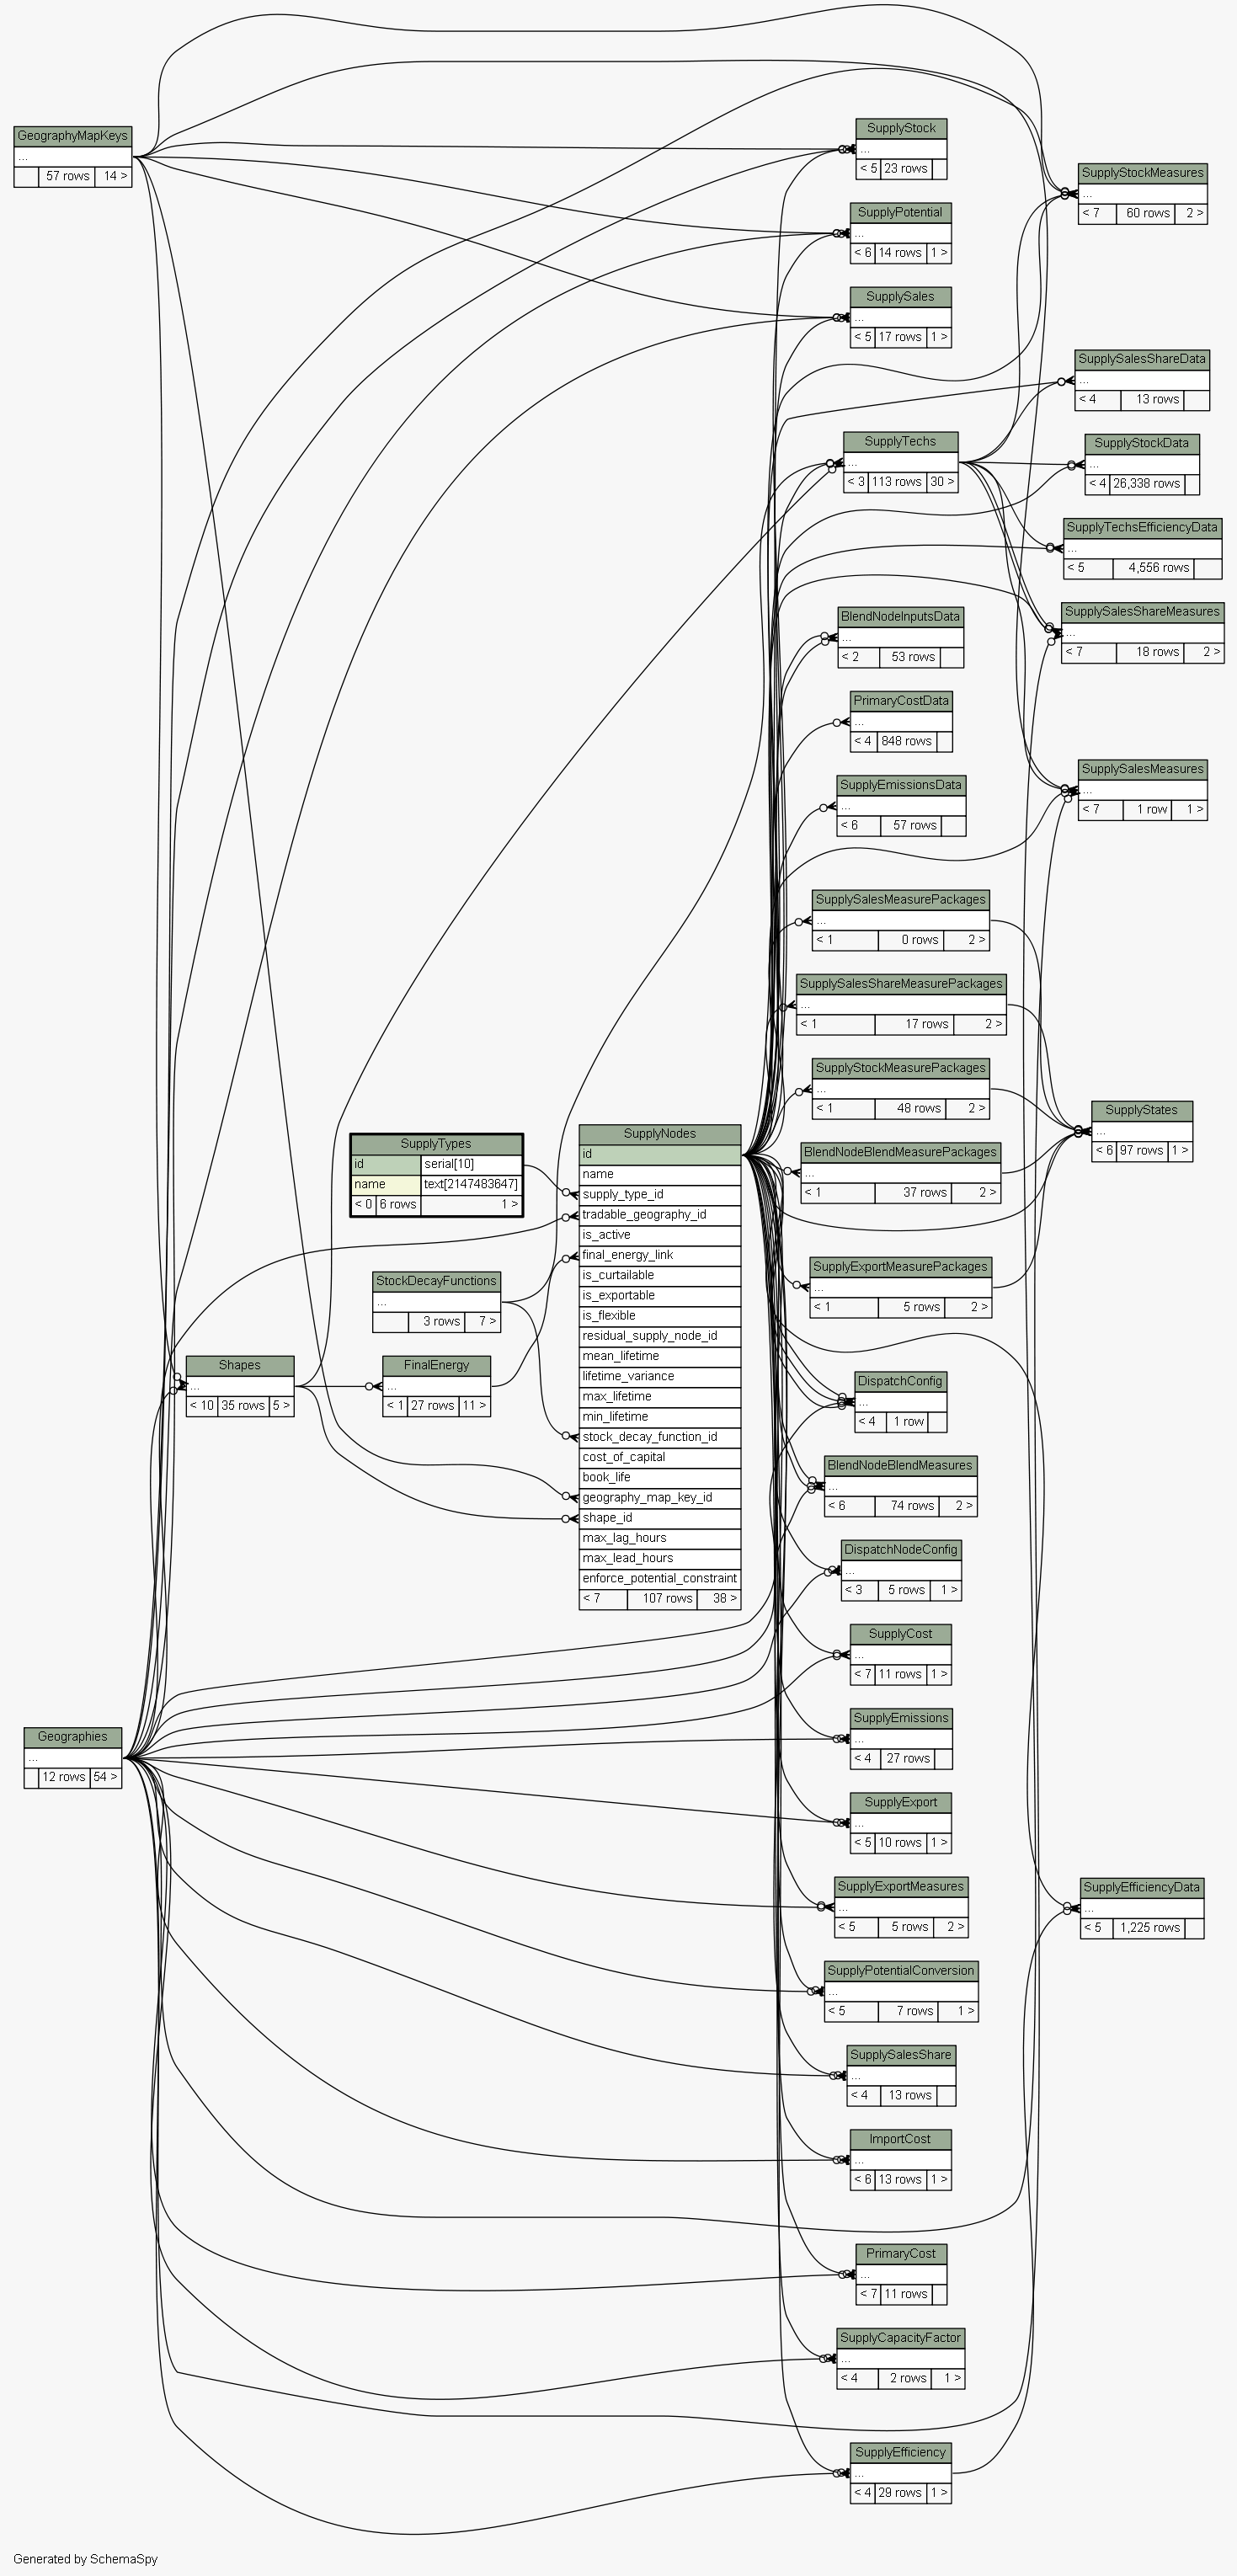 GeographyMapKeys
...
57 rows 14 >
SupplyStock
...
< 5 23 rows
SupplyStockMeasures
...
< 7 60 rows 2 >
SupplyPotential
...
< 6 14 rows 1 >
SupplySales
...
< 5 17 rows 1 >
SupplySalesShareData
...
< 4 13 rows
SupplyTechs
...
< 3 113 rows 30 >
SupplyStockData
...
< 4 26,338 rows
SupplyTechsEfficiencyData
...
< 5 4,556 rows
BlendNodeInputsData
...
< 2 53 rows
SupplySalesShareMeasures
...
< 7 18 rows 2 >
PrimaryCostData
...
< 4 848 rows
SupplySalesMeasures
...
< 7 1 row 1 >
SupplyEmissionsData
...
< 6 57 rows
SupplySalesMeasurePackages
...
< 1 0 rows 2 >
SupplySalesShareMeasurePackages
...
< 1 17 rows 2 >
SupplyStockMeasurePackages
...
< 1 48 rows 2 >
SupplyStates
...
< 6 97 rows 1 >
SupplyTypes
id serial[10]
name text[2147483647]
< 0 6 rows 1 >
SupplyNodes
id
name
supply_type_id
tradable_geography_id
is_active
final_energy_link
is_curtailable
is_exportable
is_flexible
residual_supply_node_id
mean_lifetime
lifetime_variance
max_lifetime
min_lifetime
stock_decay_function_id
cost_of_capital
book_life
geography_map_key_id
shape_id
max_lag_hours
max_lead_hours
enforce_potential_constraint
< 7 107 rows 38 >
BlendNodeBlendMeasurePackages
...
< 1 37 rows 2 >
SupplyExportMeasurePackages
...
< 1 5 rows 2 >
StockDecayFunctions
...
3 rows 7 >
Shapes
...
< 10 35 rows 5 >
FinalEnergy
...
< 1 27 rows 11 >
DispatchConfig
...
< 4 1 row
BlendNodeBlendMeasures
...
< 6 74 rows 2 >
DispatchNodeConfig
...
< 3 5 rows 1 >
SupplyCost
...
< 7 11 rows 1 >
Geographies
...
12 rows 54 >
SupplyEmissions
...
< 4 27 rows
SupplyExport
...
< 5 10 rows 1 >
SupplyExportMeasures
...
< 5 5 rows 2 >
SupplyEfficiencyData
...
< 5 1,225 rows
SupplyPotentialConversion
...
< 5 7 rows 1 >
SupplySalesShare
...
< 4 13 rows
ImportCost
...
< 6 13 rows 1 >
PrimaryCost
...
< 7 11 rows
SupplyCapacityFactor
...
< 4 2 rows 1 >
SupplyEfficiency
...
< 4 29 rows 1 >
Generated by SchemaSpy